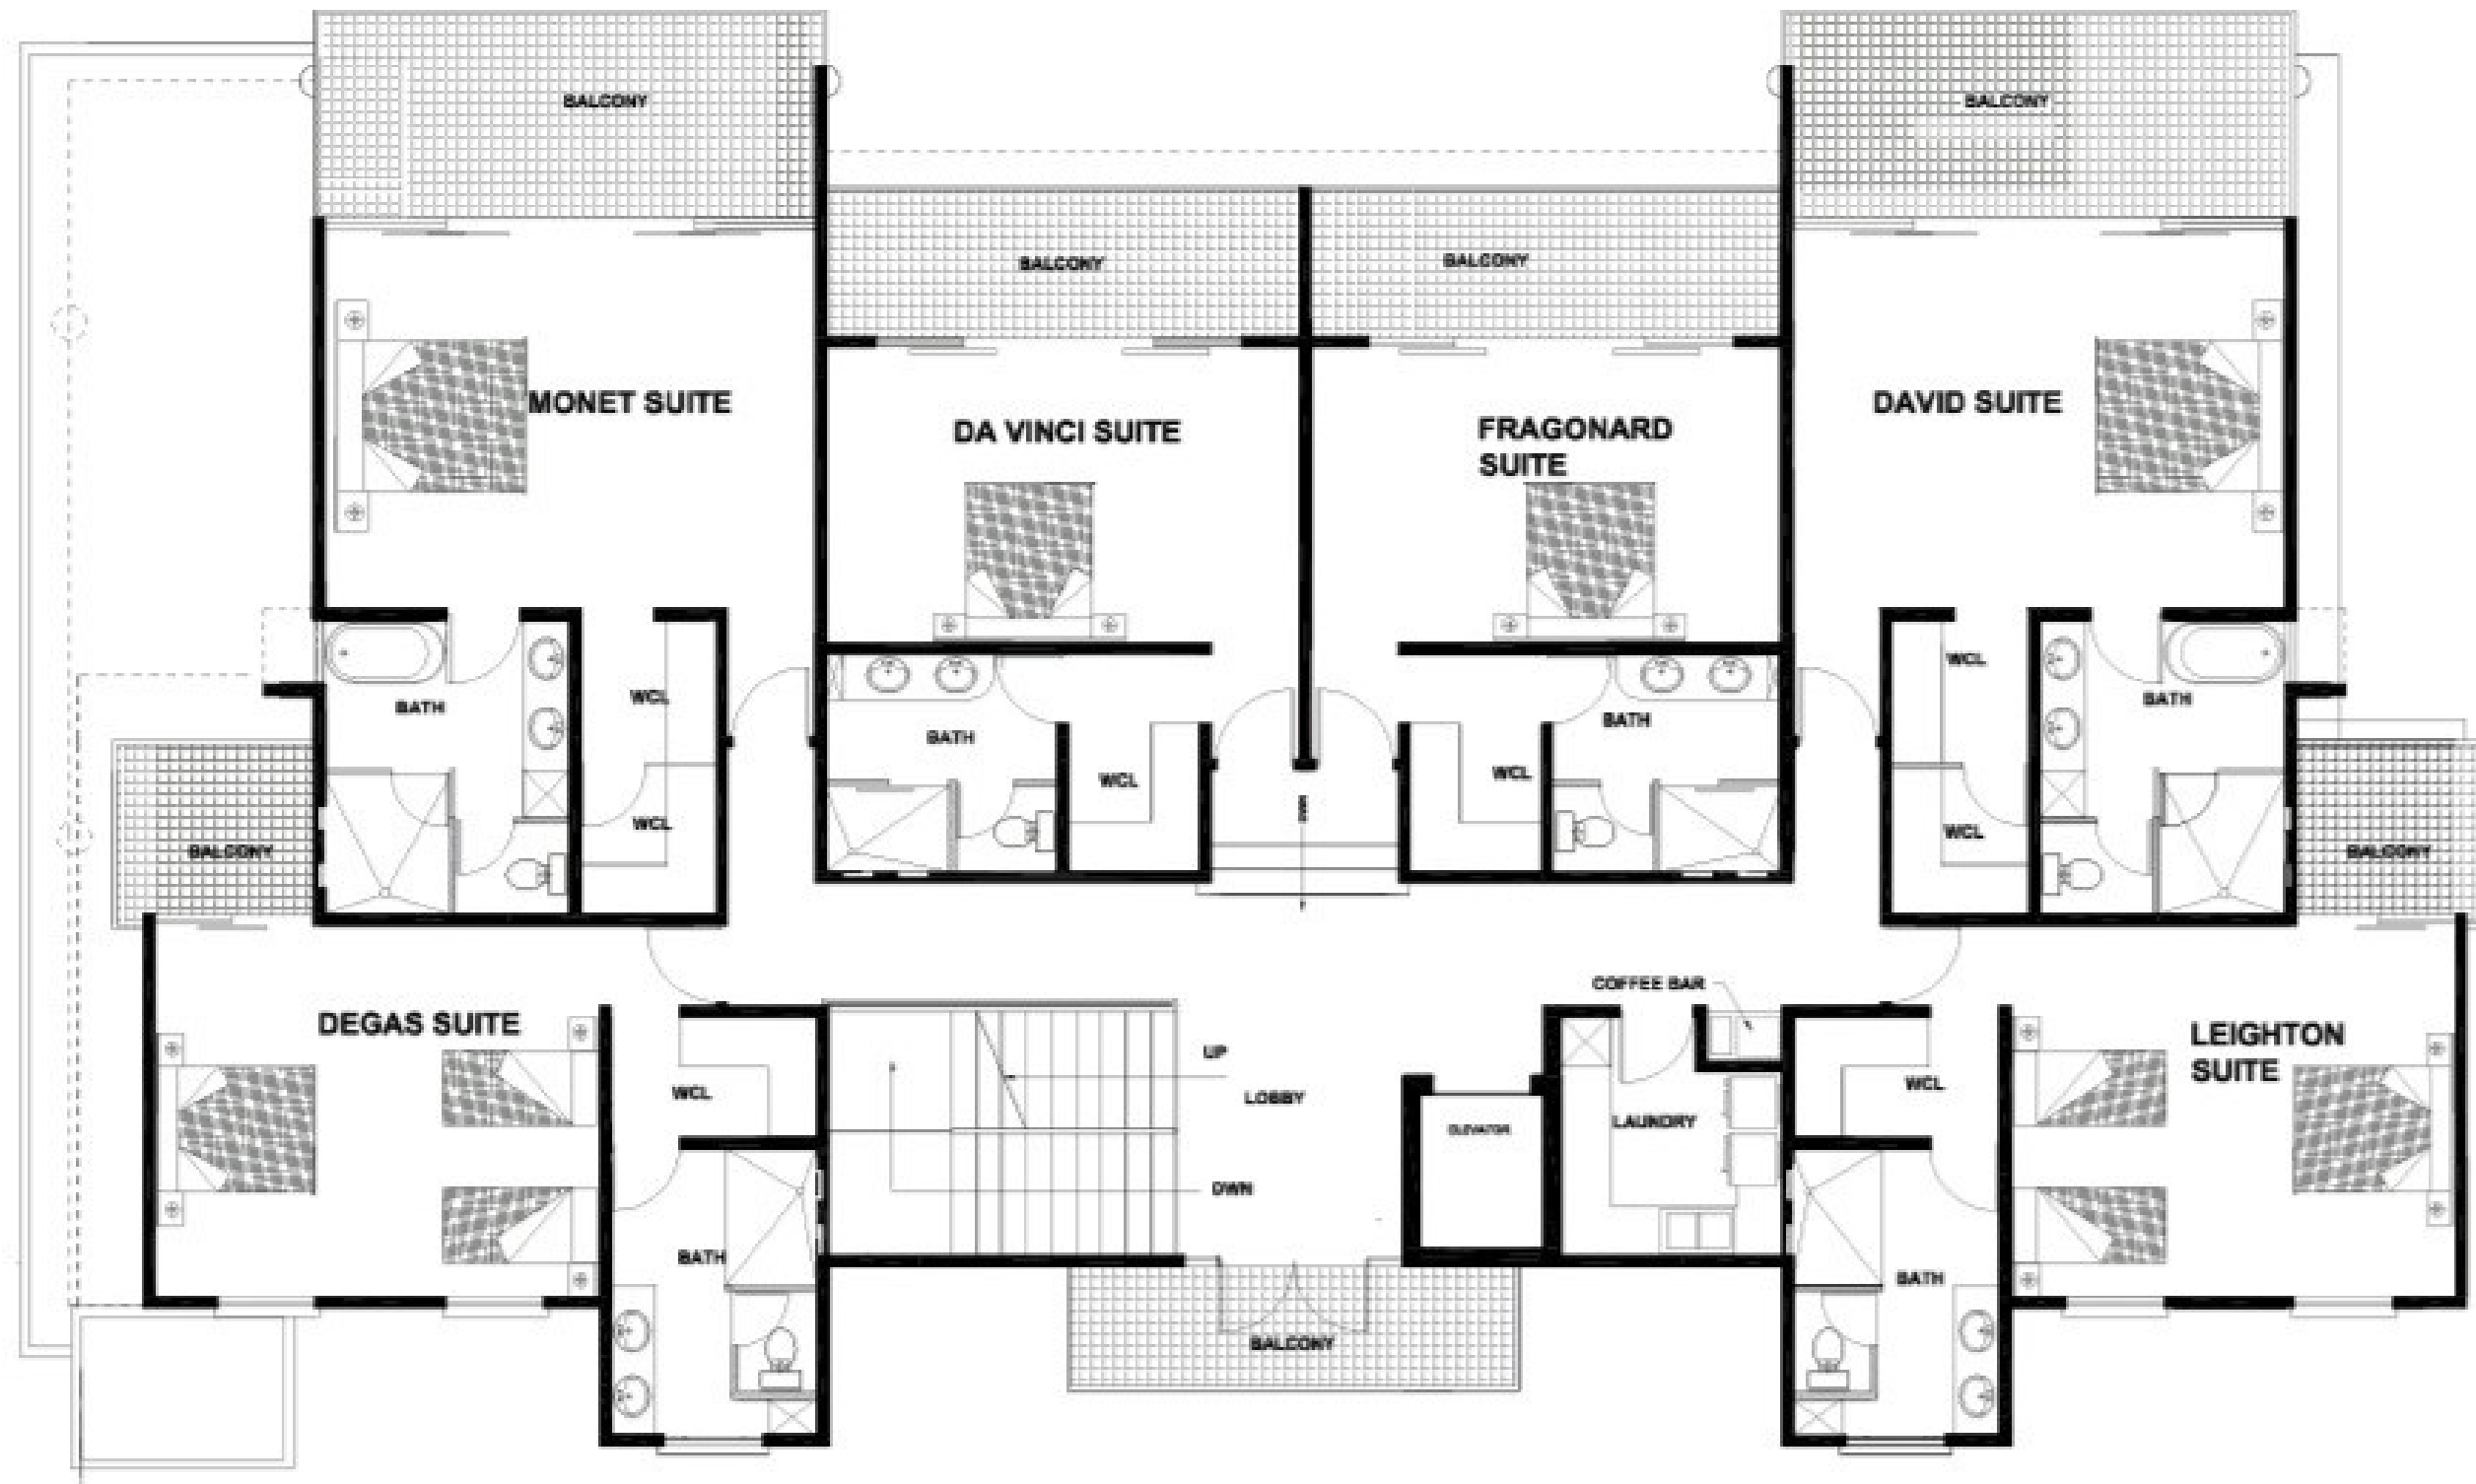 BALCONY
BALCONY
BALCONY
BALCONY
MONET SUITE
DAVID SUITE
DA VINCI SUITE
FRAGONARD
SUITE
WCL
BATH
WCL
BATH
BATH
BATH
WCL
WCL
WCL
DWN
WCL
WCL
BALCONY
BALCONY
COFFEE BAR
DEGAS SUITE
LEIGHTON
SUITE
UP
WCL
LOBBY
WCL
LAUNDRY
ELEVATOR
DWN
BATH
BATH
BALCONY